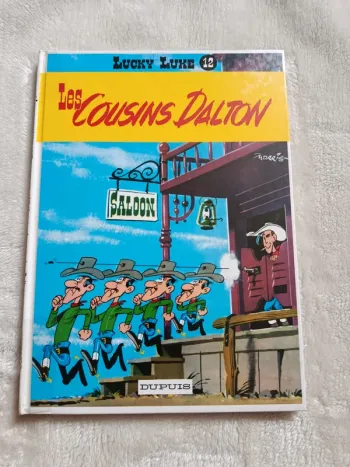 LUCKY LUKE 12
Les COUSINS DALTON
MORRIS
SALOON
DUPUIS